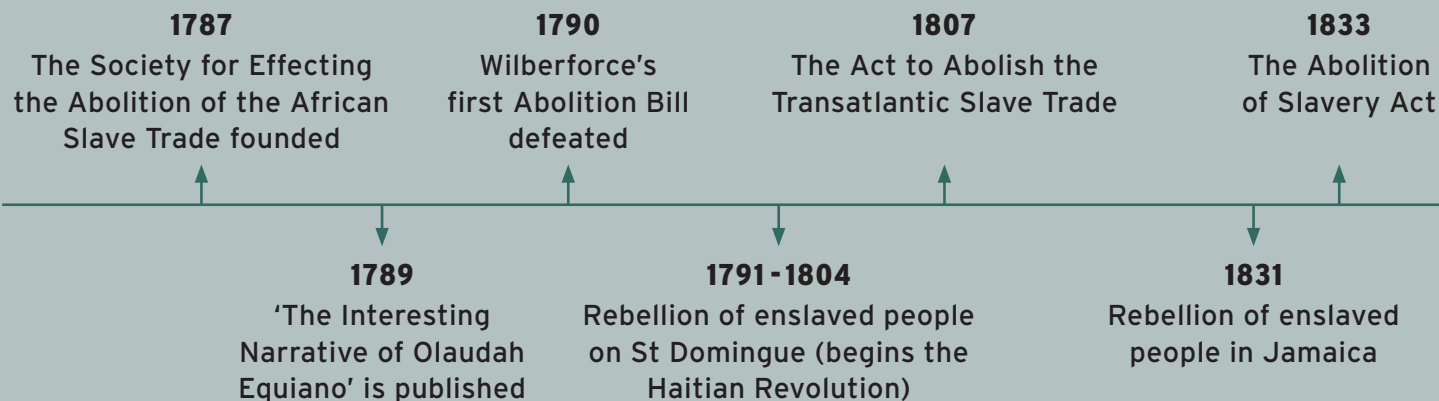 1787
The Society for Effecting
the Abolition of the African
Slave Trade founded
1789
‘The Interesting
Narrative of Olaudah
Equiano’ is published
1790
Wilberforce’s
first Abolition Bill
defeated
1791-1804
Rebellion of enslaved people
on St Domingue (begins the
Haitian Revolution)
1807
The Act to Abolish the
Transatlantic Slave Trade
1831
Rebellion of enslaved
people in Jamaica
1833
The Abolition
of Slavery Act